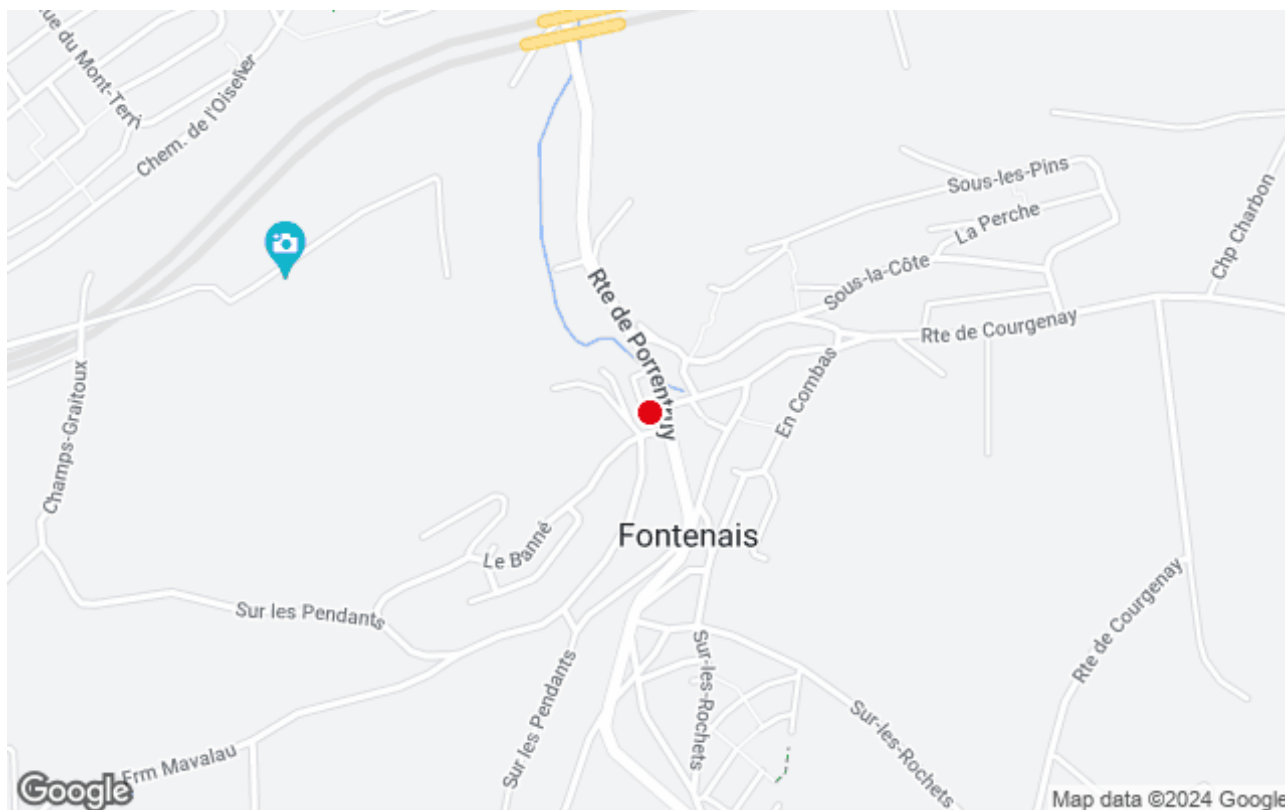 Rue du Mont-Terri
Chem. de l'Oiselier
Sous-les-Pins
La Perche
Chp Charbon
Sous-la-Côte
Rte de Porrentruy
Rte de Courgenay
En Combas
Champs-Graitoux
Fontenais
Le Banné
Sur les Pendants
Rte de Courgenay
Sur les Pendants
Sur-les-Rochets
Sur-les-Rochets
Frm Mavalau
Google
Map data ©2024 Google